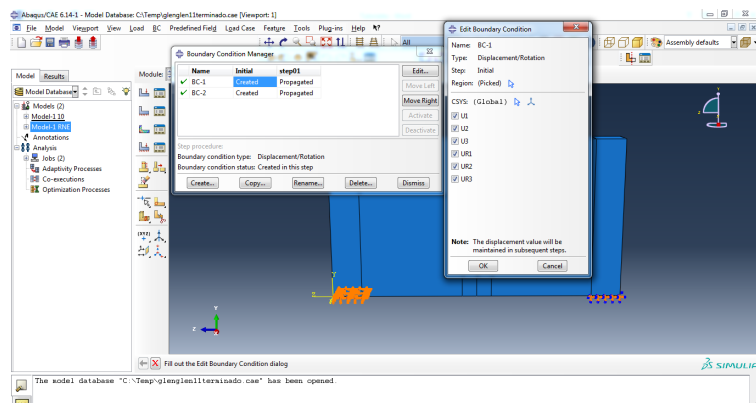 Abaqus/CAE 6.14-1 - Model Database: C:\Temp\glenglen11terminado.cae [Viewport: 1]
File Model Viewport View Load BC Predefined Field Load Case Feature Tools Plug-ins Help
All
Assembly defaults
Model Results
Module:
Model Database
Models (2)
Model-1 10
Model-1 RNE
Annotations
Analysis
Jobs (2)
Adaptivity Processes
Co-executions
Optimization Processes
(XYZ)
Boundary Condition Manager
Name Initial step01
BC-1 Created Propagated
BC-2 Created Propagated
Edit...
Move Left
Move Right
Activate
Deactivate
Step procedure:
Boundary condition type: Displacement/Rotation
Boundary condition status: Created in this step
Create... Copy... Rename... Delete... Dismiss
Edit Boundary Condition
Name: BC-1
Type: Displacement/Rotation
Step: Initial
Region: (Picked)
CSYS: (Global)
U1
U2
U3
UR1
UR2
UR3
Note: The displacement value will be
maintained in subsequent steps.
OK Cancel
Y
Z
Y
Z
Fill out the Edit Boundary Condition dialog
SIMULIA
The model database "C:\Temp\glenglen11terminado.cae" has been opened.